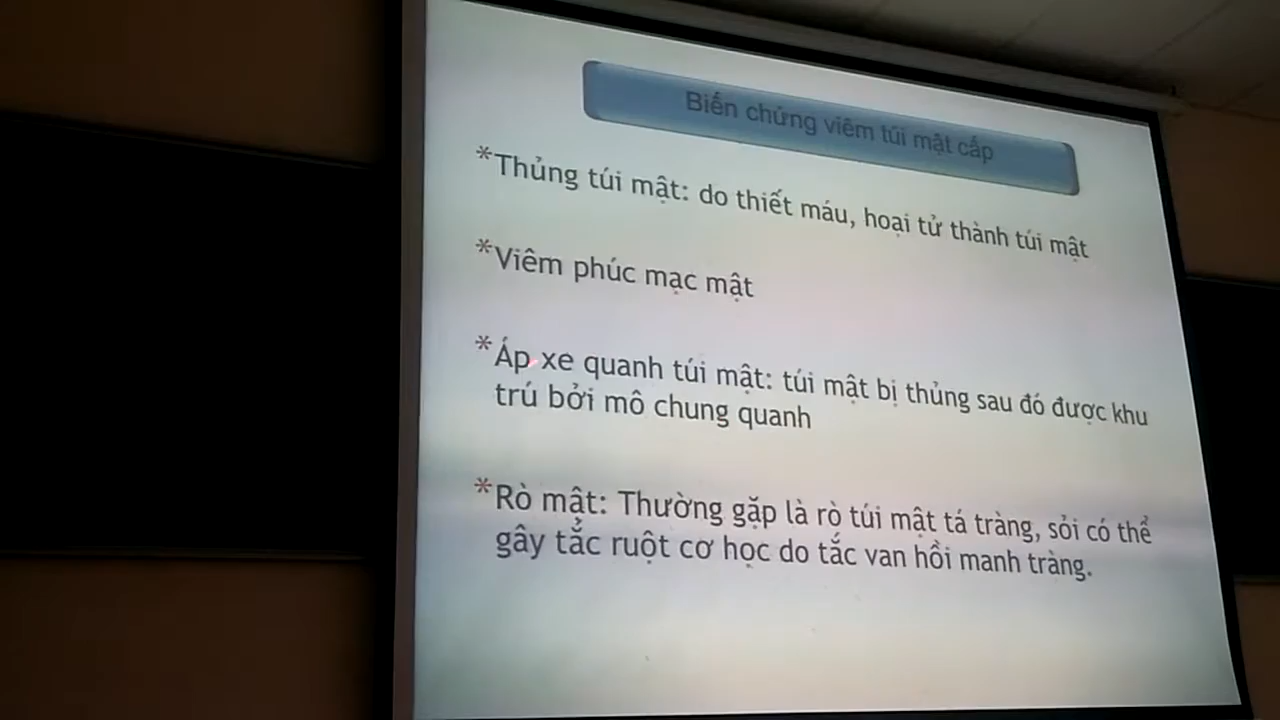 Biến chứng viêm túi mật cấp
*Thủng túi mật: do thiết máu, hoại tử thành túi mật
*Viêm phúc mạc mật
*Áp xe quanh túi mật: túi mật bị thủng sau đó được khu
trú bởi mô chung quanh
*Rò mật: Thường gặp là rò túi mật tá tràng, sỏi có thể
gây tắc ruột cơ học do tắc van hồi manh tràng.